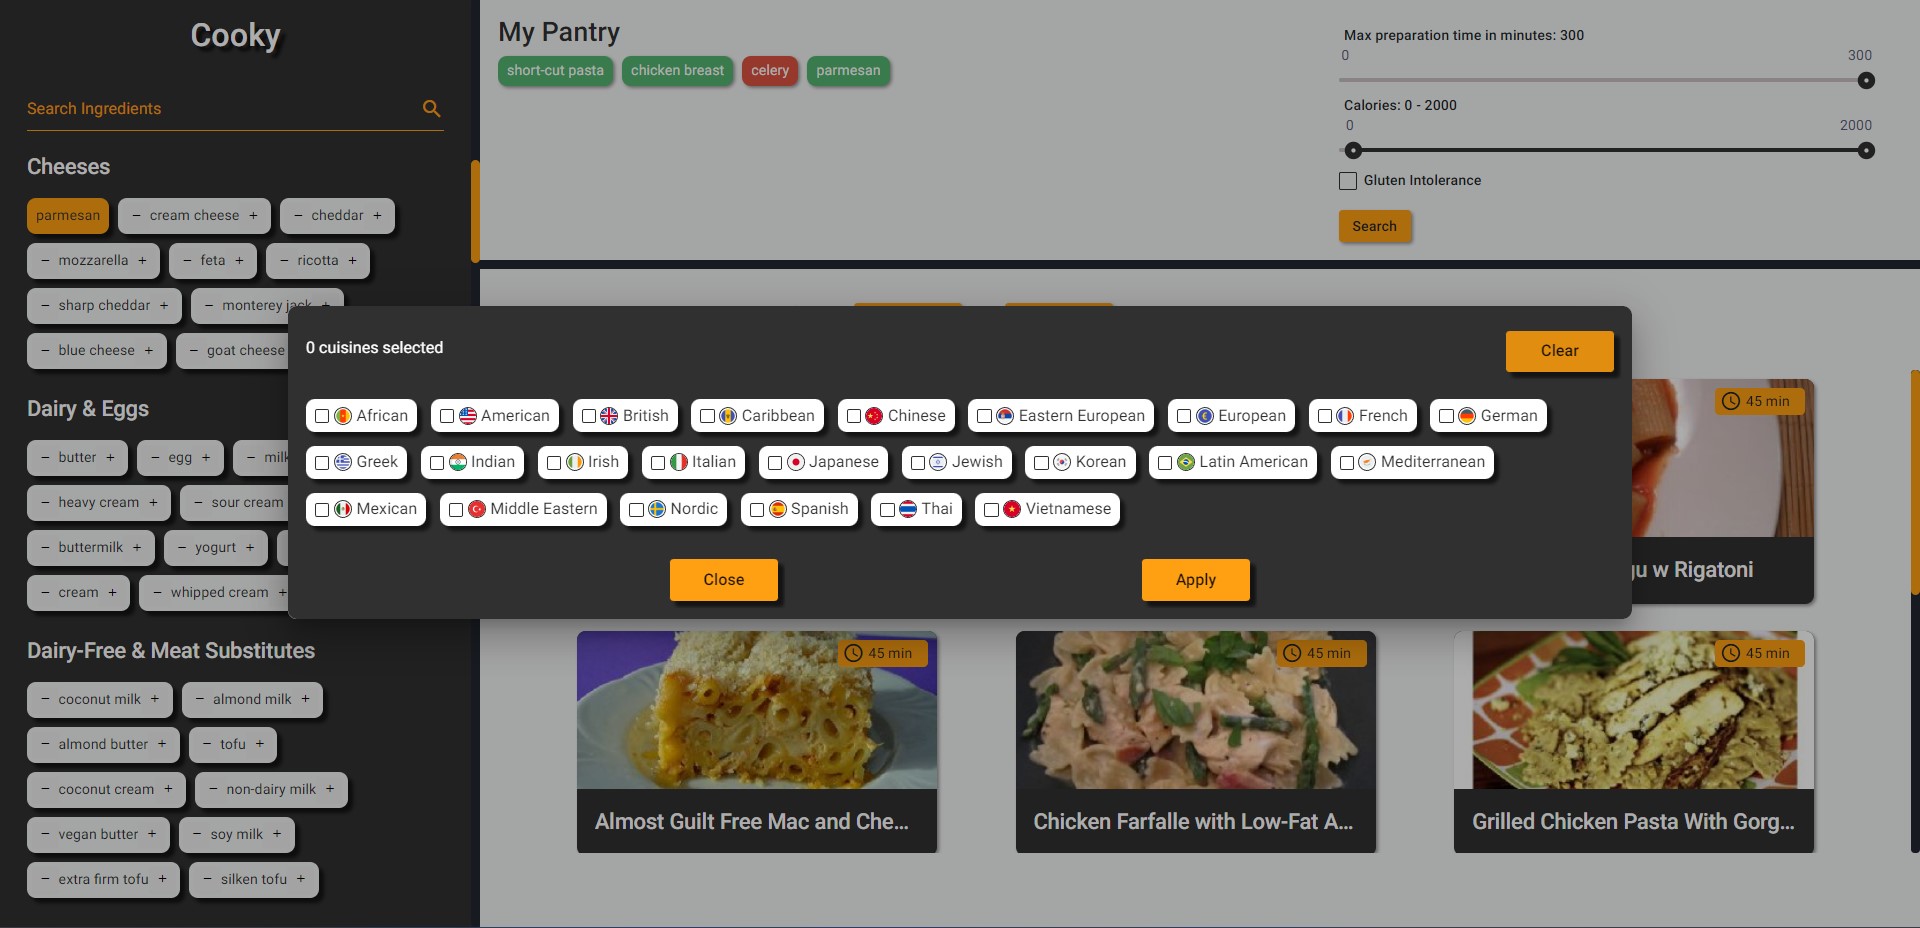 Cooky
Search Ingredients
Cheeses
parmesan
− cream cheese +
− cheddar +
− mozzarella +
− feta +
− ricotta +
− sharp cheddar +
− monterey jack +
− blue cheese +
− goat cheese
Dairy & Eggs
− butter +
− egg +
− milk
− heavy cream +
− sour cream
− buttermilk +
− yogurt +
− cream +
− whipped cream +
Dairy-Free & Meat Substitutes
− coconut milk +
− almond milk +
− almond butter +
− tofu +
− coconut cream +
− non-dairy milk +
− vegan butter +
− soy milk +
− extra firm tofu +
− silken tofu +
My Pantry
short-cut pasta
chicken breast
celery
parmesan
Max preparation time in minutes: 300
0
300
Calories: 0 - 2000
0
2000
Gluten Intolerance
Search
0 cuisines selected
Clear
African
American
British
Caribbean
Chinese
Eastern European
European
French
German
Greek
Indian
Irish
Italian
Japanese
Jewish
Korean
Latin American
Mediterranean
Mexican
Middle Eastern
Nordic
Spanish
Thai
Vietnamese
Close
Apply
45 min
w Rigatoni
45 min
Almost Guilt Free Mac and Che...
45 min
Chicken Farfalle with Low-Fat A...
45 min
Grilled Chicken Pasta With Gorg...